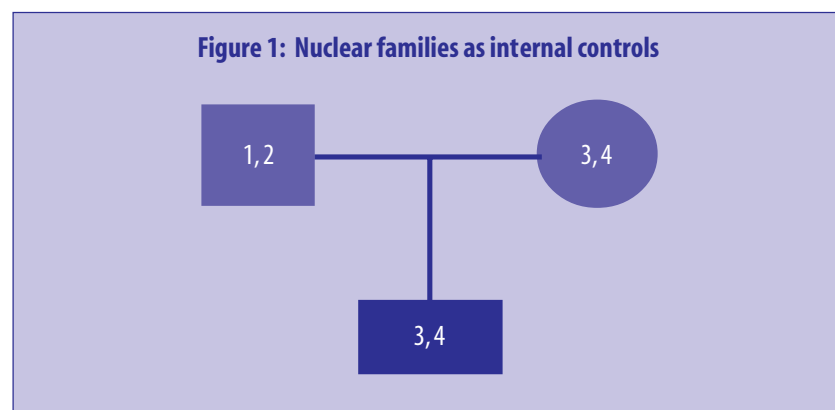 Figure 1: Nuclear families as internal controls
1, 2
3, 4
3, 4